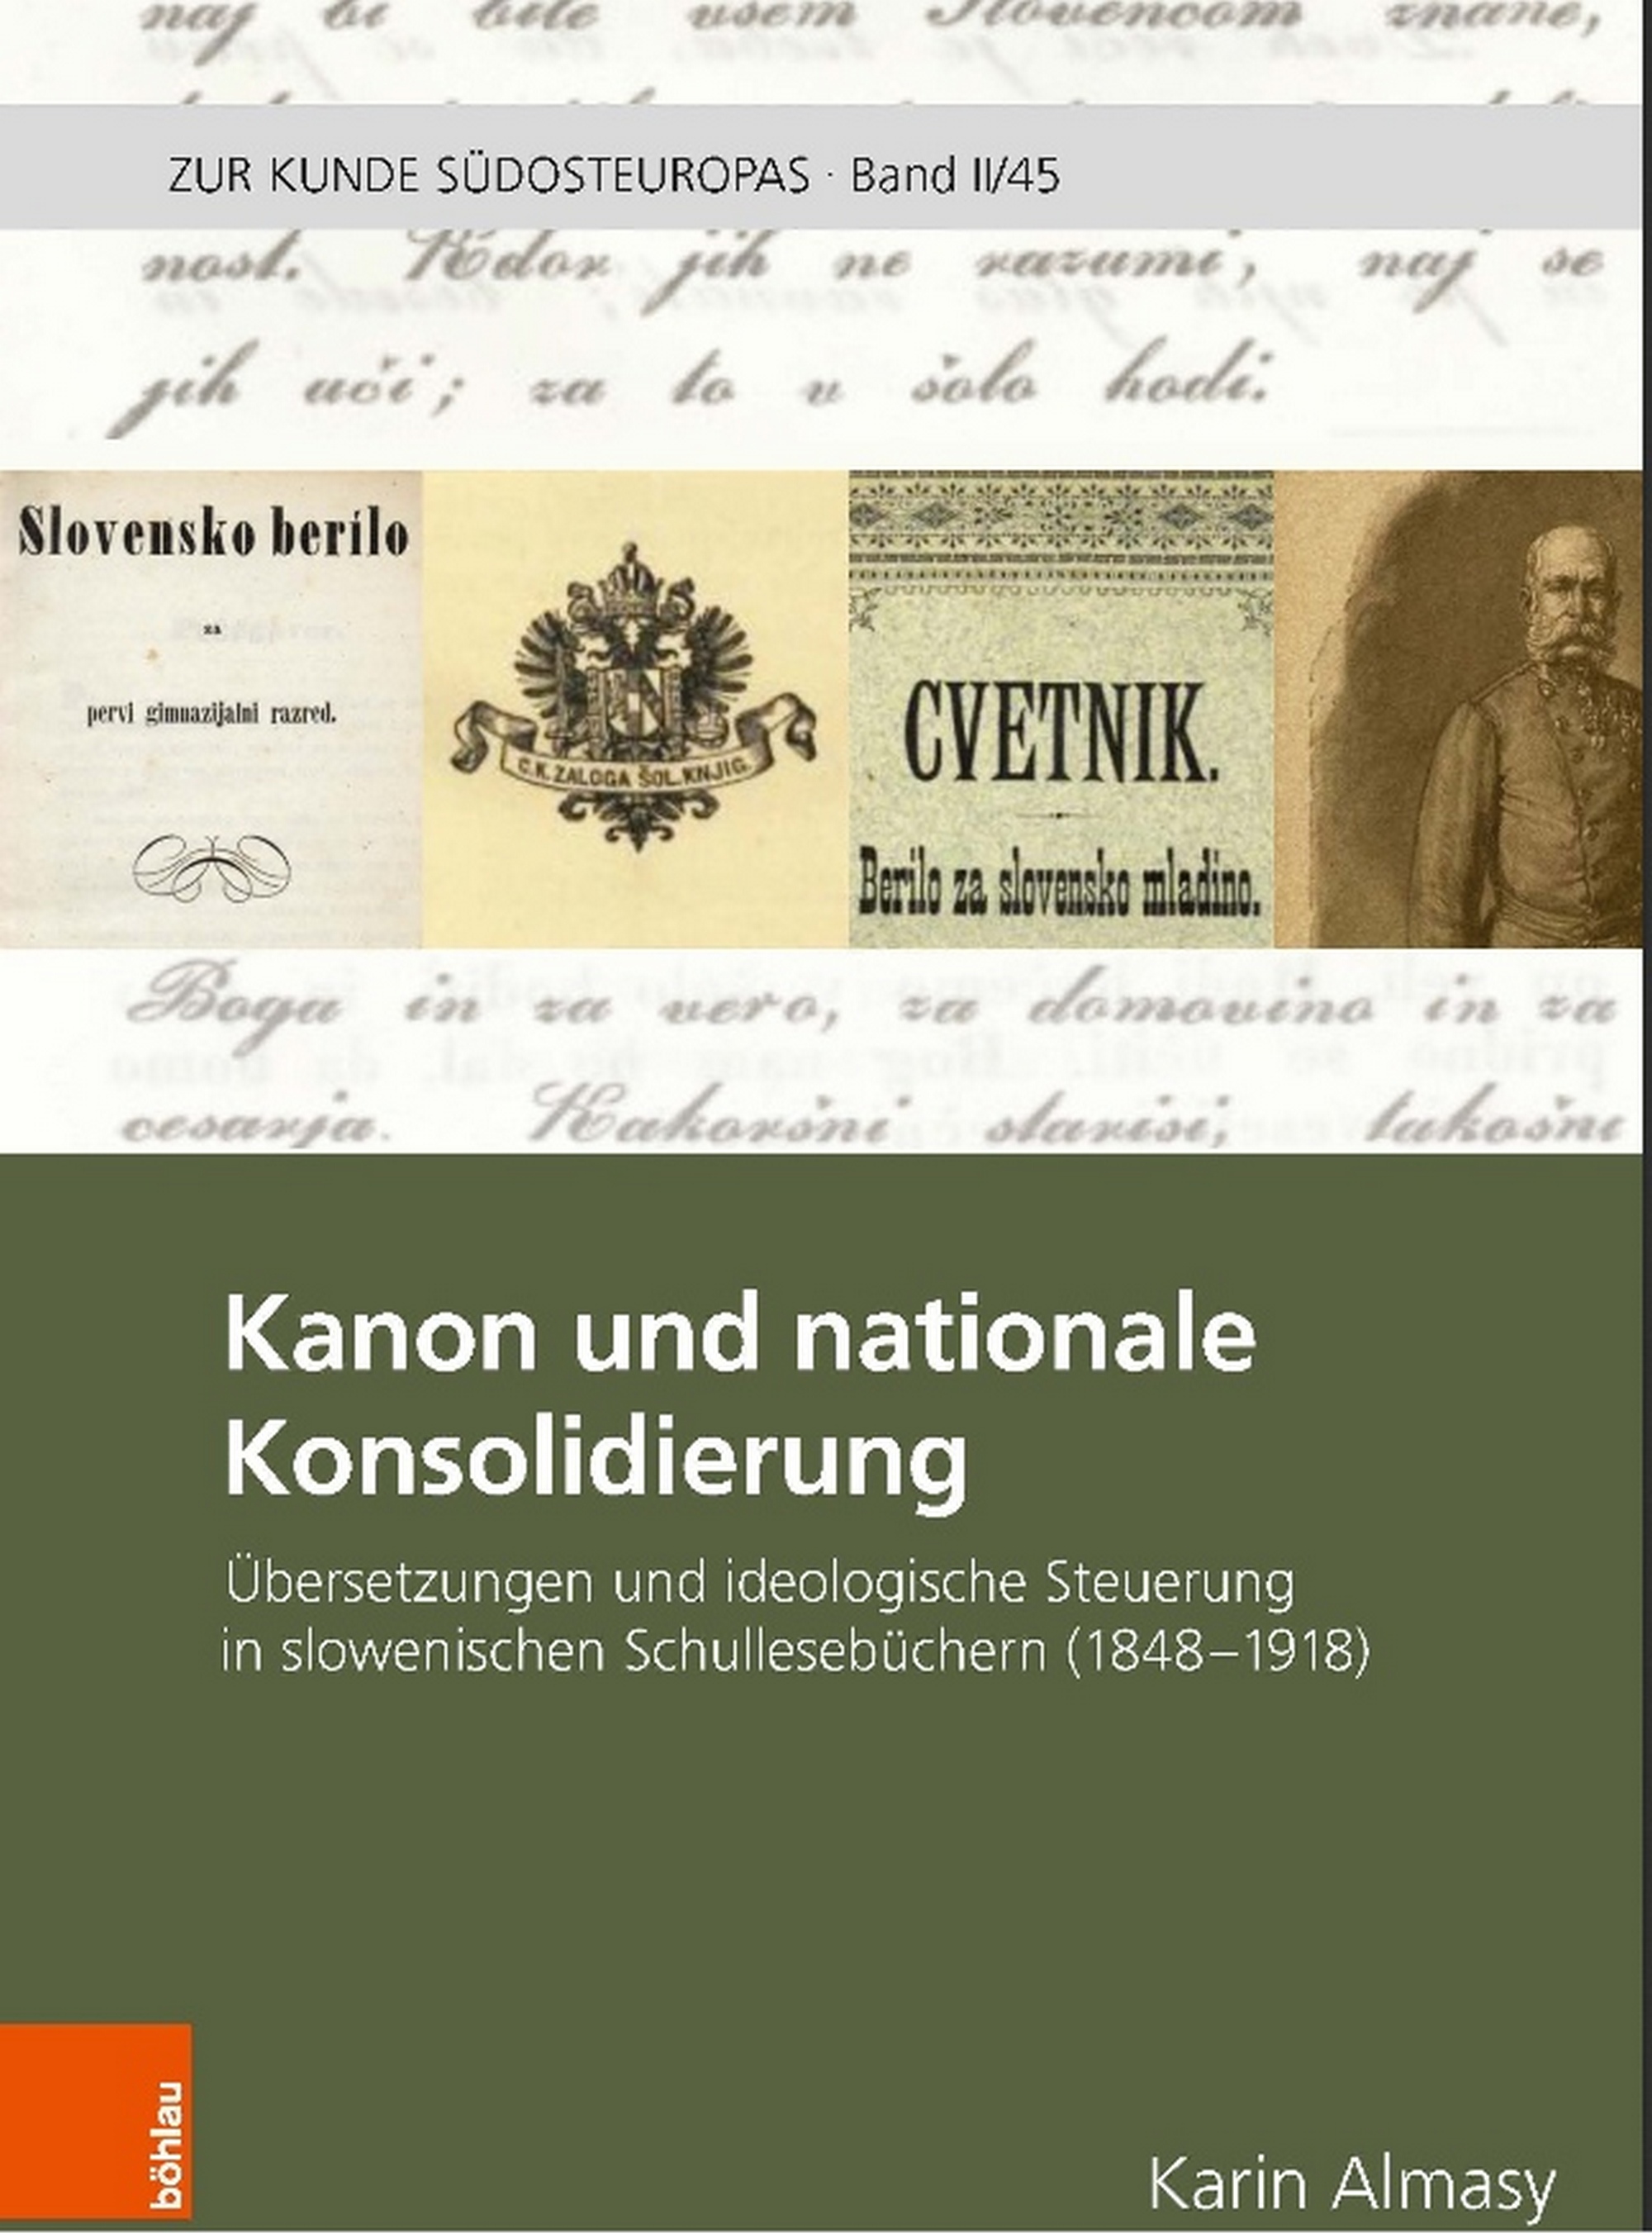 naj bi bile vsem Slovencom znane,
ZUR KUNDE SÜDOSTEUROPAS · Band II/45
nost. Kdor jih ne razumi, naj se
jih uči; za to v šolo hodi.
Slovensko berílo
za
pervi gimnazijalni razred.
C. K. ZALOGA ŠOL. KNJIG.
CVETNIK.
Berilo za slovensko mladino.
Boga in za vero, za domovino in za
cesarja. Kakoršni starisi, takošni
Kanon und nationale
Konsolidierung
Übersetzungen und ideologische Steuerung
in slowenischen Schullesebüchern (1848–1918)
böhlau
Karin Almasy